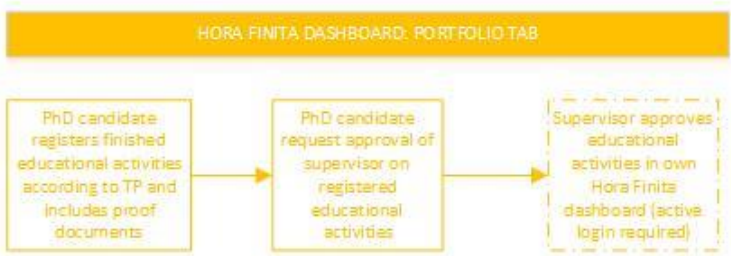 HORA FINITA DASHBOARD: PORTFOLIO TAB
PhD candidate
registers finished
educational activities
according to TP and
includes proof
documents
PhD candidate
request approval of
supervisor on
registered
educational
activities
Supervisor approves
educational
activities in own
Hora Finita
dashboard (active
login required)